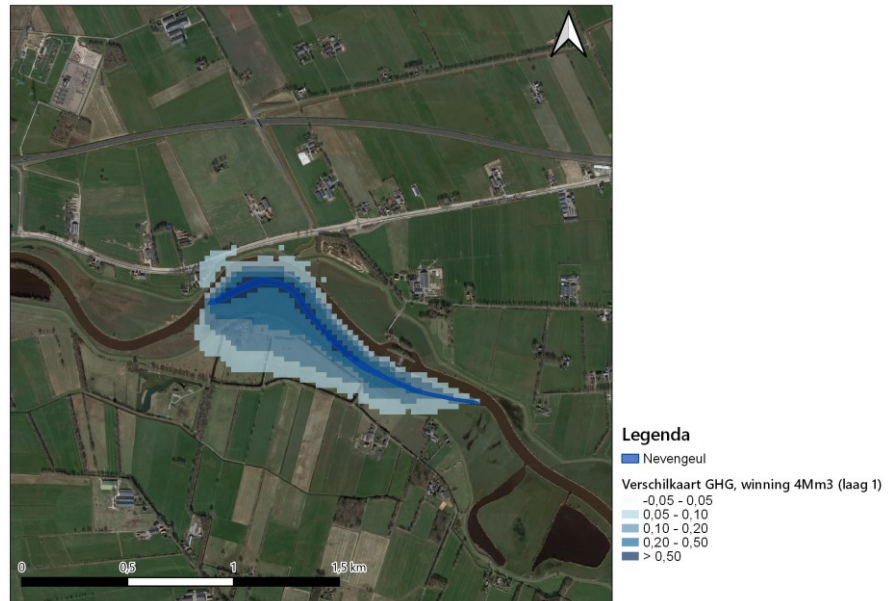 Legenda
Nevengeul
Verschilkaart GHG, winning 4Mm3 (laag 1)
-0,05 - 0,05
0,05 - 0,10
0,10 - 0,20
0,20 - 0,50
> 0,50
0 0,5 1 1,5 km